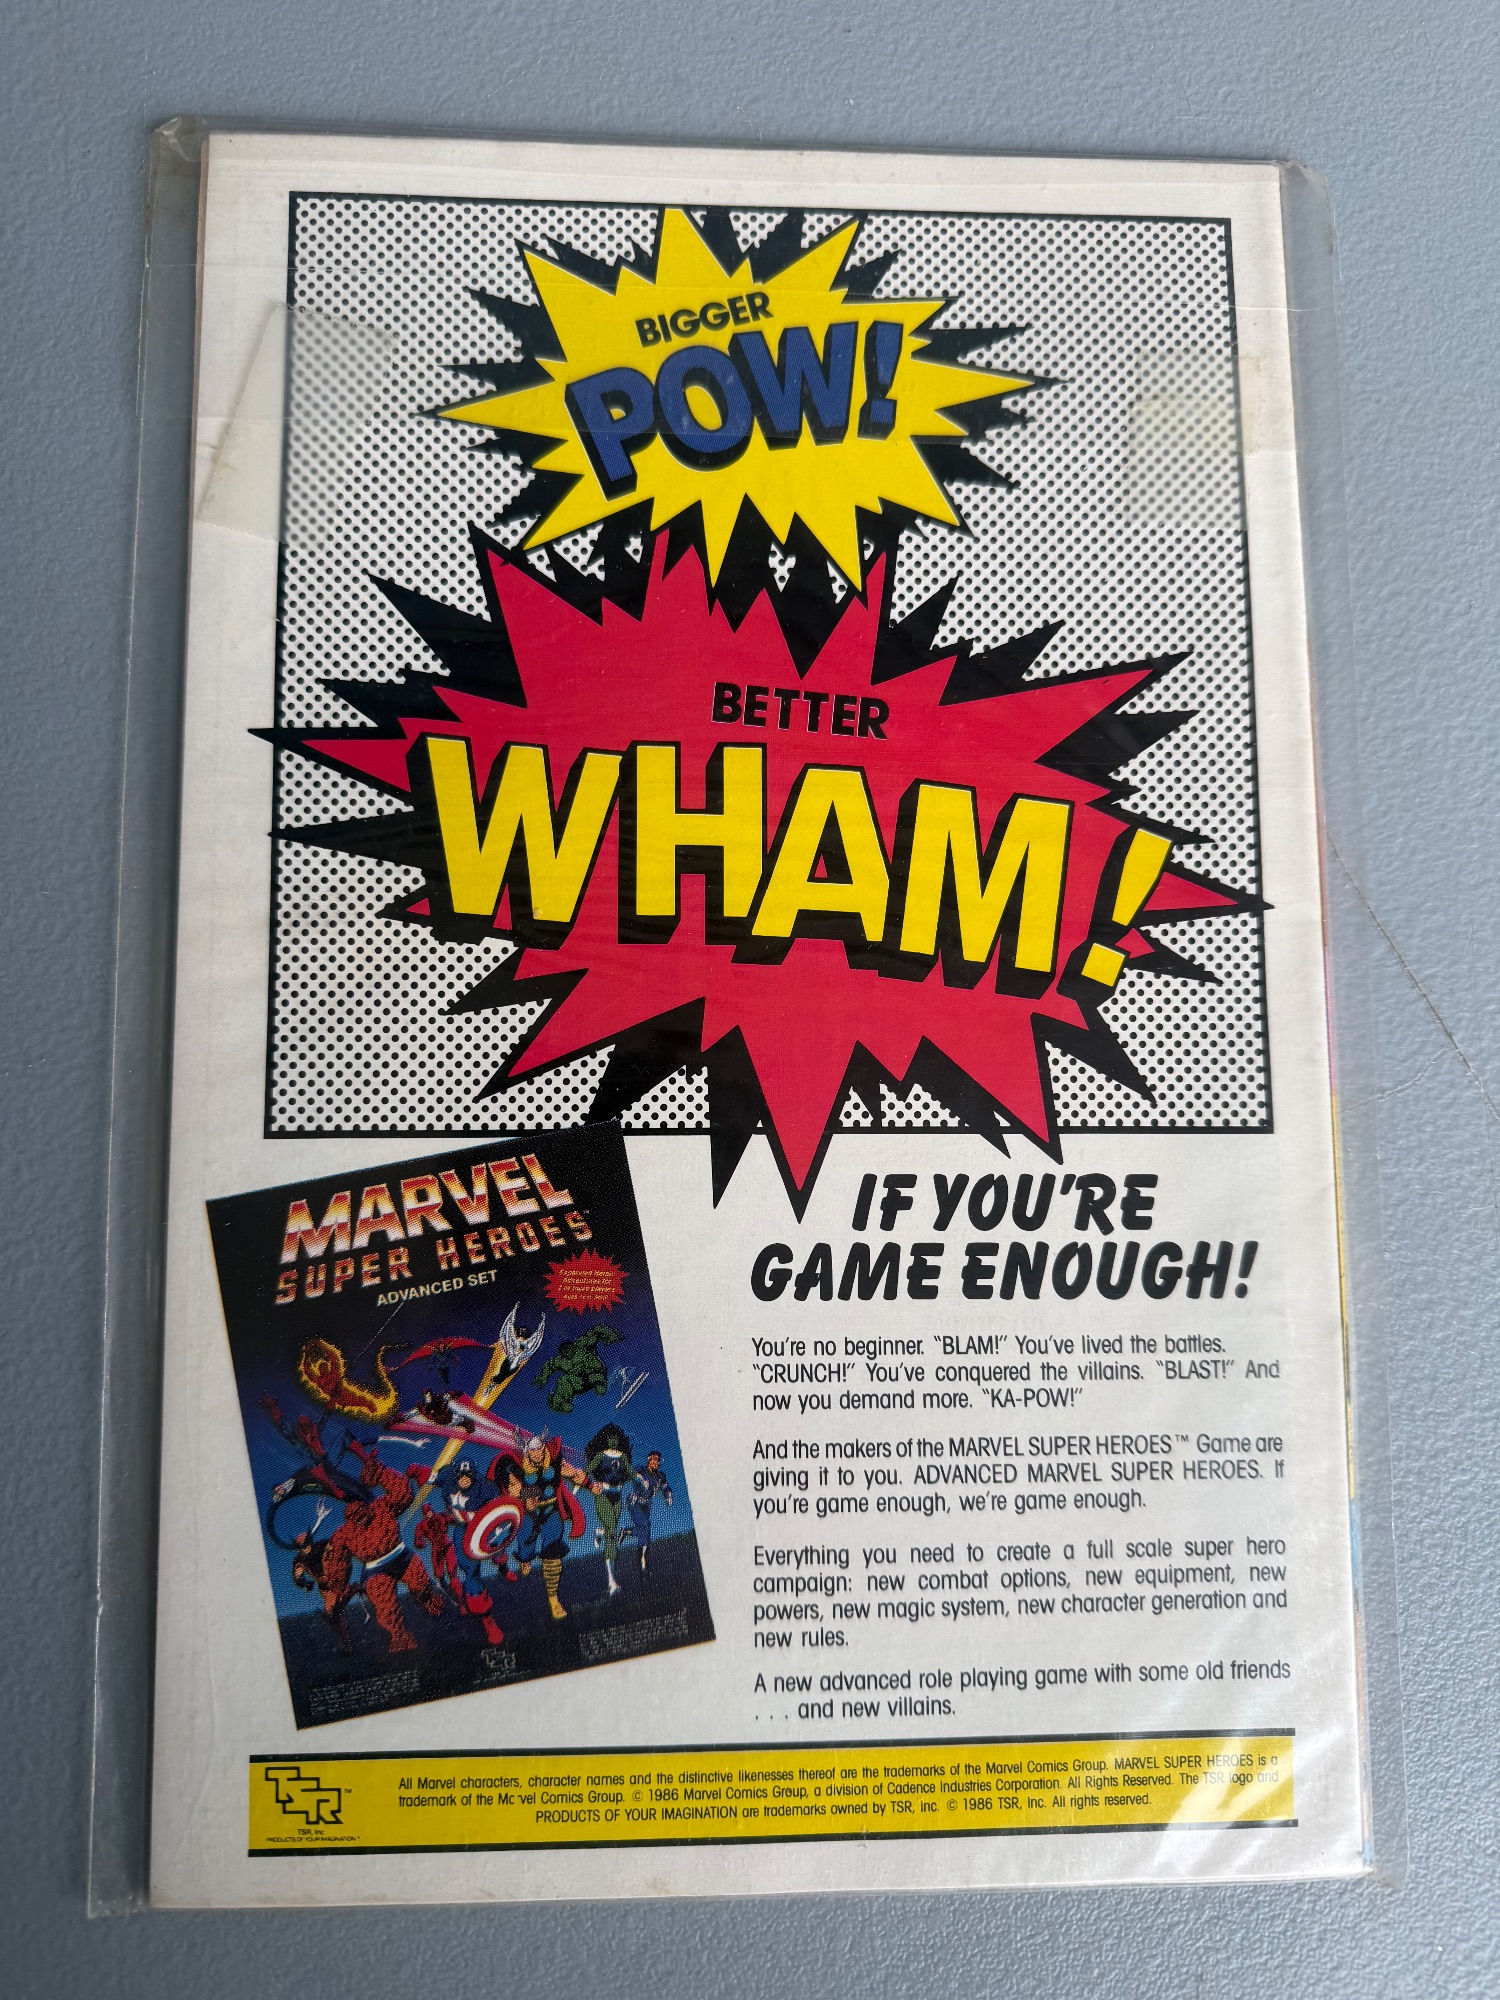 BIGGER
POW!
BETTER
WHAM!
MARVEL
SUPER HEROES
ADVANCED SET
IF YOU'RE
GAME ENOUGH!
You're no beginner. "BLAM!" You've lived the battles.
"CRUNCH!" You've conquered the villains. "BLAST!" And
now you demand more. "KA-POW!"
And the makers of the MARVEL SUPER HEROES™ Game are
giving it to you. ADVANCED MARVEL SUPER HEROES. If
you're game enough, we're game enough.
Everything you need to create a full scale super hero
campaign: new combat options, new equipment, new
powers, new magic system, new character generation and
new rules.
A new advanced role playing game with some old friends
. . . and new villains.
TSR™
TSR, Inc.
PRODUCTS OF YOUR IMAGINATION™
All Marvel characters, character names and the distinctive likenesses thereof are the trademarks of the Marvel Comics Group. MARVEL SUPER HEROES is a
trademark of the Marvel Comics Group. © 1986 Marvel Comics Group, a division of Cadence Industries Corporation. All Rights Reserved. The TSR logo and
PRODUCTS OF YOUR IMAGINATION are trademarks owned by TSR, Inc. © 1986 TSR, Inc. All rights reserved.